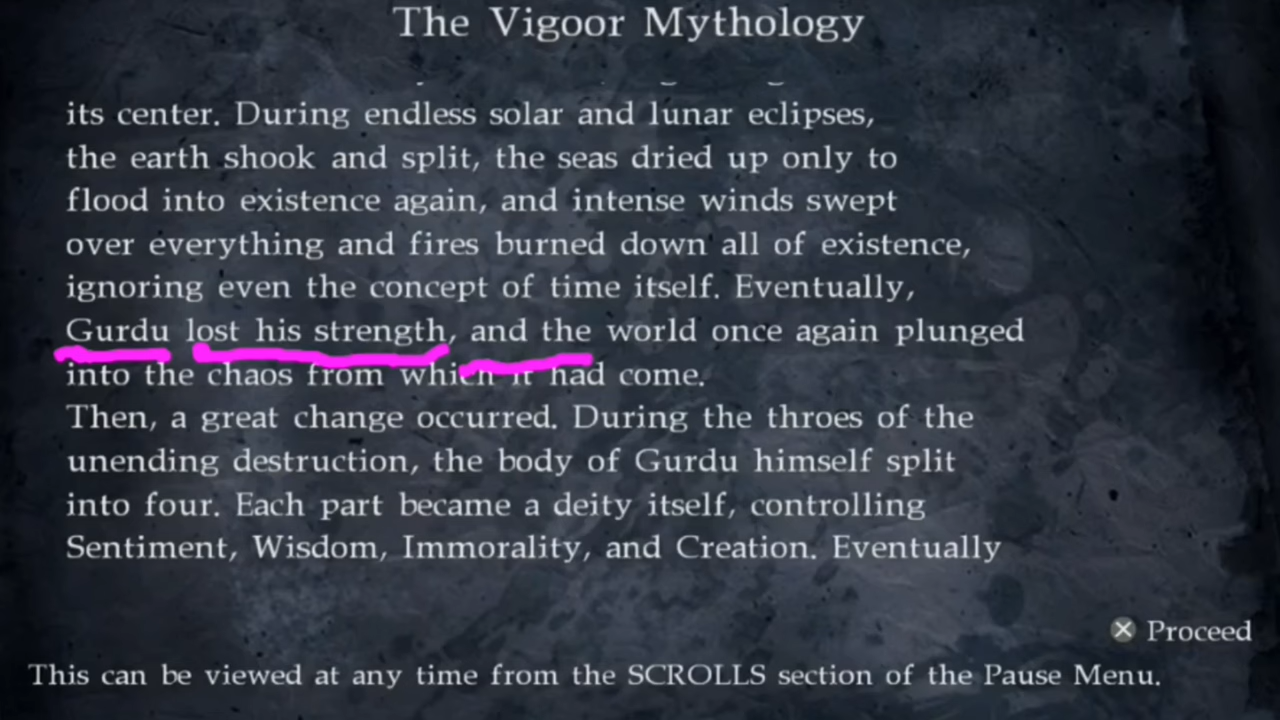 The Vigoor Mythology
its center. During endless solar and lunar eclipses,
the earth shook and split, the seas dried up only to
flood into existence again, and intense winds swept
over everything and fires burned down all of existence,
ignoring even the concept of time itself. Eventually,
Gurdu lost his strength, and the world once again plunged
into the chaos from which it had come.
Then, a great change occurred. During the throes of the
unending destruction, the body of Gurdu himself split
into four. Each part became a deity itself, controlling
Sentiment, Wisdom, Immorality, and Creation. Eventually
Proceed
This can be viewed at any time from the SCROLLS section of the Pause Menu.